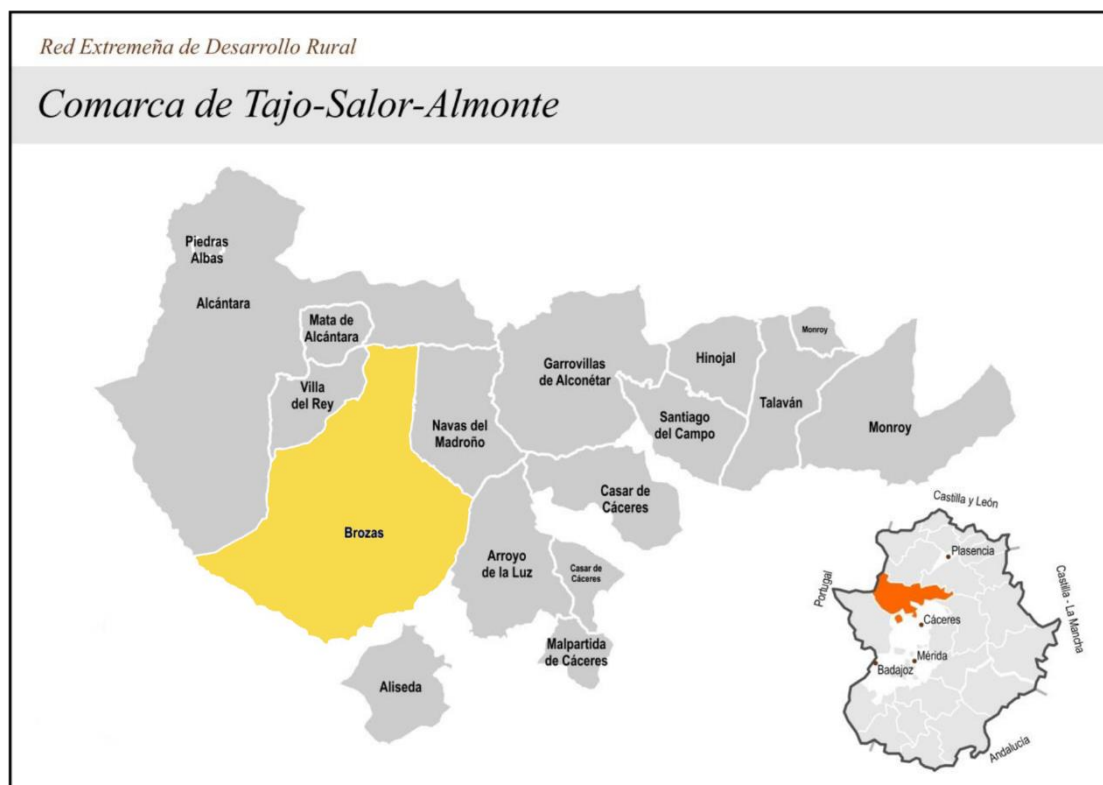 Red Extremeña de Desarrollo Rural
Comarca de Tajo-Salor-Almonte
Piedras
Albas
Alcántara
Mata de
Alcántara
Villa
del Rey
Brozas
Navas del
Madroño
Garrovillas
de Alconétar
Hinojal
Santiago
del Campo
Talaván
Monroy
Monroy
Casar de
Cáceres
Arroyo
de la Luz
Casar de
Cáceres
Malpartida
de Cáceres
Aliseda
Castilla y León
Plasencia
Portugal
Castilla - La Mancha
Cáceres
Mérida
Badajoz
Andalucía